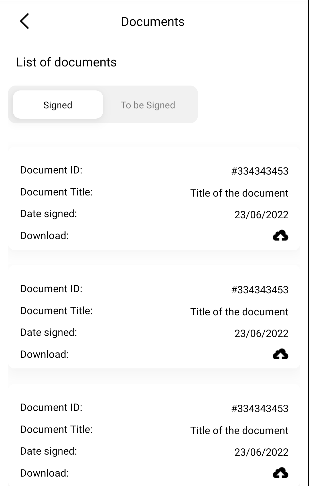 Documents
List of documents
Signed To be Signed
Document ID: #334343453
Document Title: Title of the document
Date signed: 23/06/2022
Download:
Document ID: #334343453
Document Title: Title of the document
Date signed: 23/06/2022
Download:
Document ID: #334343453
Document Title: Title of the document
Date signed: 23/06/2022
Download: